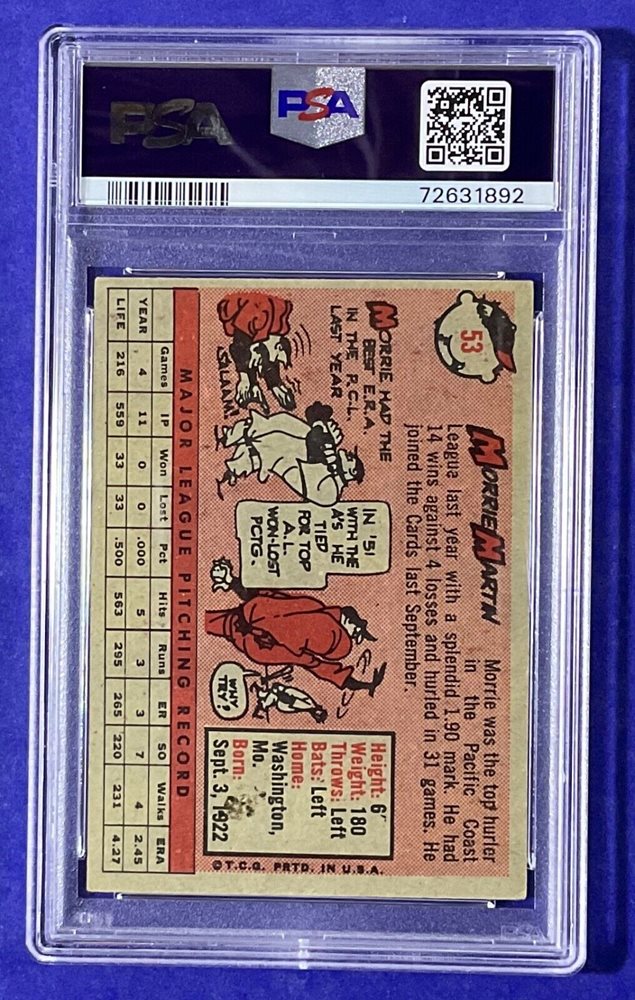 PSA
PSA
72631892
53
MORRIE MARTIN
Morrie was the top hurler
in the Pacific Coast
League last year with a splendid 1.90 mark. He had
14 wins against 4 losses and hurled in 31 games. He
joined the Cards last September.
MORRIE HAD THE
BEST E.R.A.
IN THE P.C.L.
LAST YEAR
SALAAM!
IN '51
WITH THE
A'S HE
TIED
FOR TOP
A.L.
WON-LOST
PCTG.
WHY
TRY?
Height: 6'
Weight: 180
Throws: Left
Bats: Left
Home:
Washington,
Mo.
Born:
Sept. 3, 1922
©T.C.G. PRTD. IN U.S.A.
MAJOR LEAGUE PITCHING RECORD
Games IP Won Lost Pct Hits Runs ER SO Walks ERA
YEAR 4 11 0 0 .000 5 3 3 7 4 2.45
LIFE 216 559 33 33 .500 563 295 265 220 231 4.27
PSA